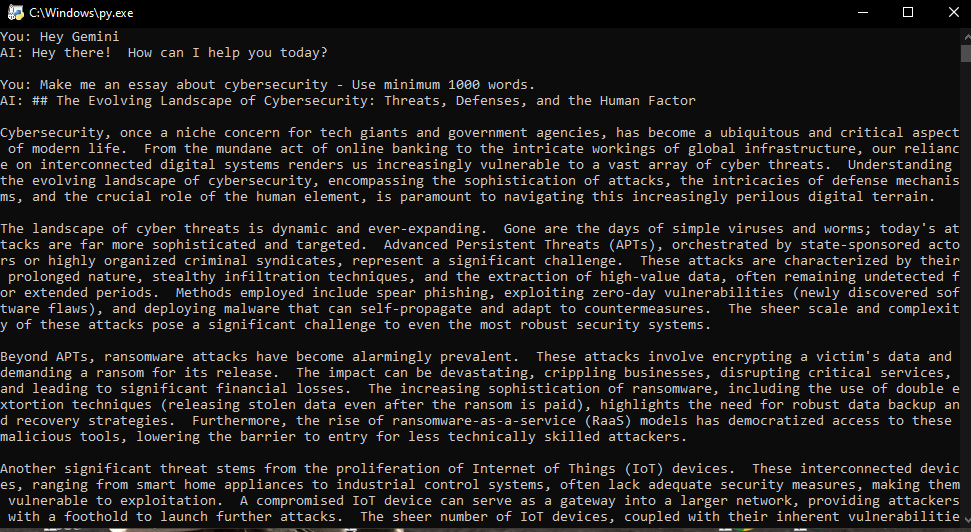 C:\Windows\py.exe
You: Hey Gemini
AI: Hey there!  How can I help you today?
You: Make me an essay about cybersecurity - Use minimum 1000 words.
AI: ## The Evolving Landscape of Cybersecurity: Threats, Defenses, and the Human Factor
Cybersecurity, once a niche concern for tech giants and government agencies, has become a ubiquitous and critical aspect
 of modern life.  From the mundane act of online banking to the intricate workings of global infrastructure, our relianc
e on interconnected digital systems renders us increasingly vulnerable to a vast array of cyber threats.  Understanding
the evolving landscape of cybersecurity, encompassing the sophistication of attacks, the intricacies of defense mechanis
ms, and the crucial role of the human element, is paramount to navigating this increasingly perilous digital terrain.
The landscape of cyber threats is dynamic and ever-expanding.  Gone are the days of simple viruses and worms; today's at
tacks are far more sophisticated and targeted.  Advanced Persistent Threats (APTs), orchestrated by state-sponsored acto
rs or highly organized criminal syndicates, represent a significant challenge.  These attacks are characterized by their
 prolonged nature, stealthy infiltration techniques, and the extraction of high-value data, often remaining undetected f
or extended periods.  Methods employed include spear phishing, exploiting zero-day vulnerabilities (newly discovered sof
tware flaws), and deploying malware that can self-propagate and adapt to countermeasures.  The sheer scale and complexit
y of these attacks pose a significant challenge to even the most robust security systems.
Beyond APTs, ransomware attacks have become alarmingly prevalent.  These attacks involve encrypting a victim's data and
demanding a ransom for its release.  The impact can be devastating, crippling businesses, disrupting critical services,
and leading to significant financial losses.  The increasing sophistication of ransomware, including the use of double e
xtortion techniques (releasing stolen data even after the ransom is paid), highlights the need for robust data backup an
d recovery strategies.  Furthermore, the rise of ransomware-as-a-service (RaaS) models has democratized access to these
malicious tools, lowering the barrier to entry for less technically skilled attackers.
Another significant threat stems from the proliferation of Internet of Things (IoT) devices.  These interconnected devic
es, ranging from smart home appliances to industrial control systems, often lack adequate security measures, making them
 vulnerable to exploitation.  A compromised IoT device can serve as a gateway into a larger network, providing attackers
 with a foothold to launch further attacks.  The sheer number of IoT devices, coupled with their inherent vulnerabilitie